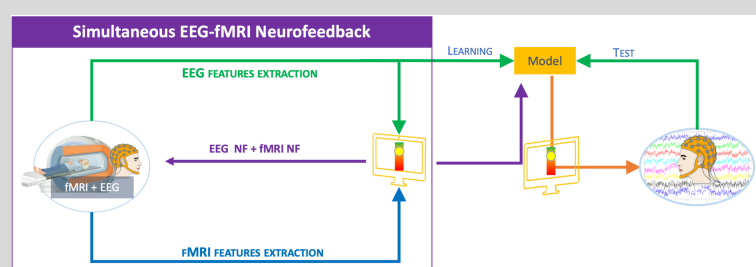 Simultaneous EEG-fMRI Neurofeedback
LEARNING
Model
TEST
EEG FEATURES EXTRACTION
EEG NF + fMRI NF
fMRI + EEG
FMRI FEATURES EXTRACTION